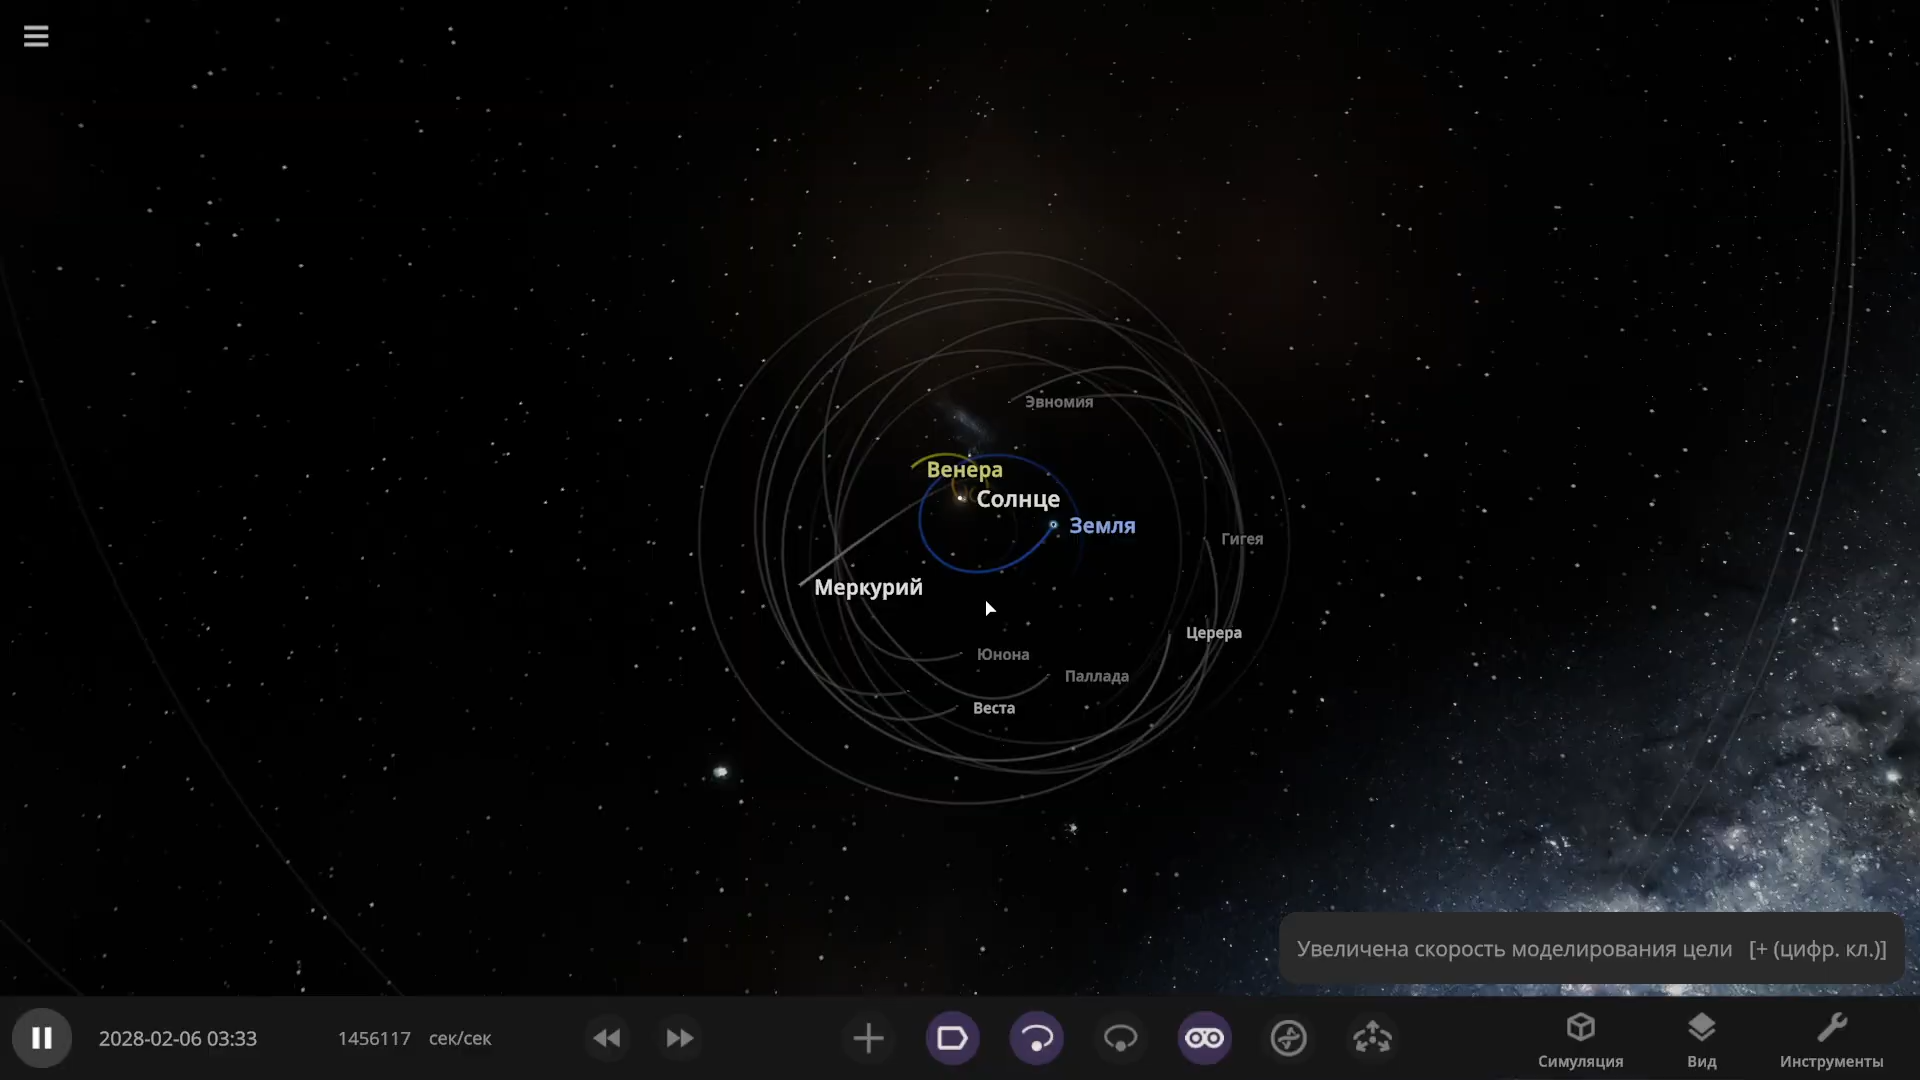 Эвномия
Венера
Солнце
Земля
Гигея
Меркурий
Церера
Юнона
Паллада
Веста
Увеличена скорость моделирования цели [+ (цифр. кл.)]
2028-02-06 03:33
1456117 сек/сек
Симуляция
Вид
Инструменты